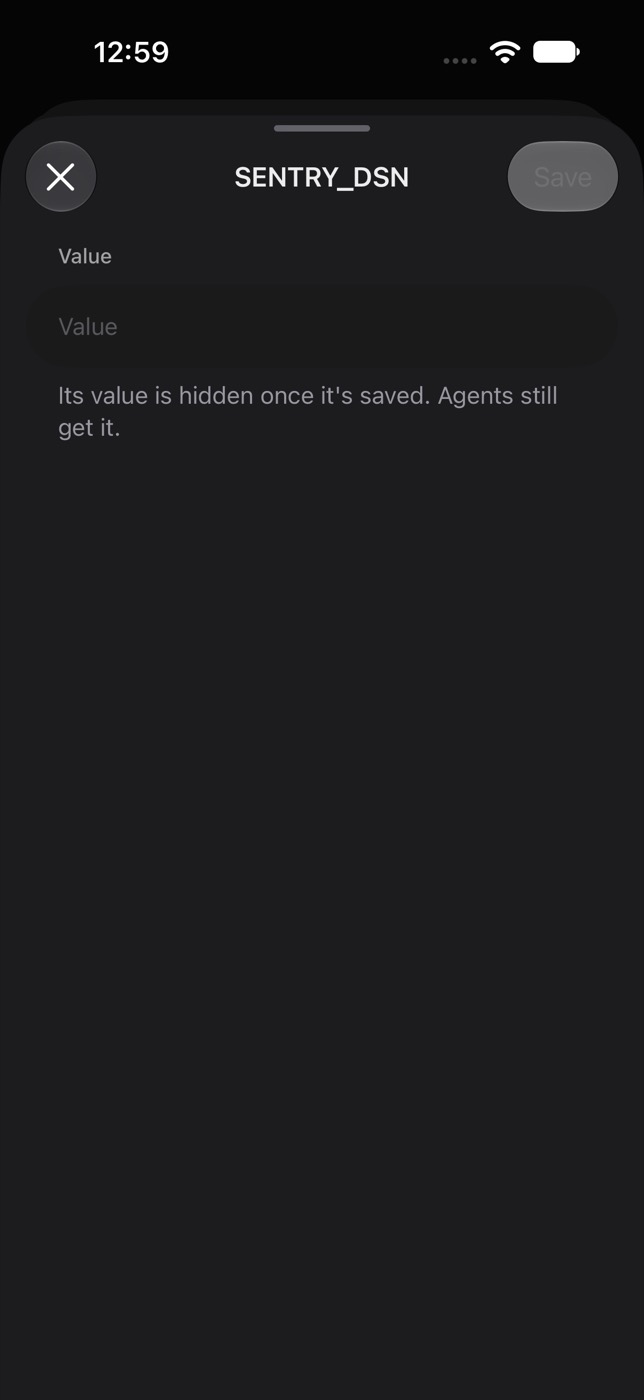 12:59
SENTRY_DSN
Save
Value
Value
Its value is hidden once it's saved. Agents still
get it.